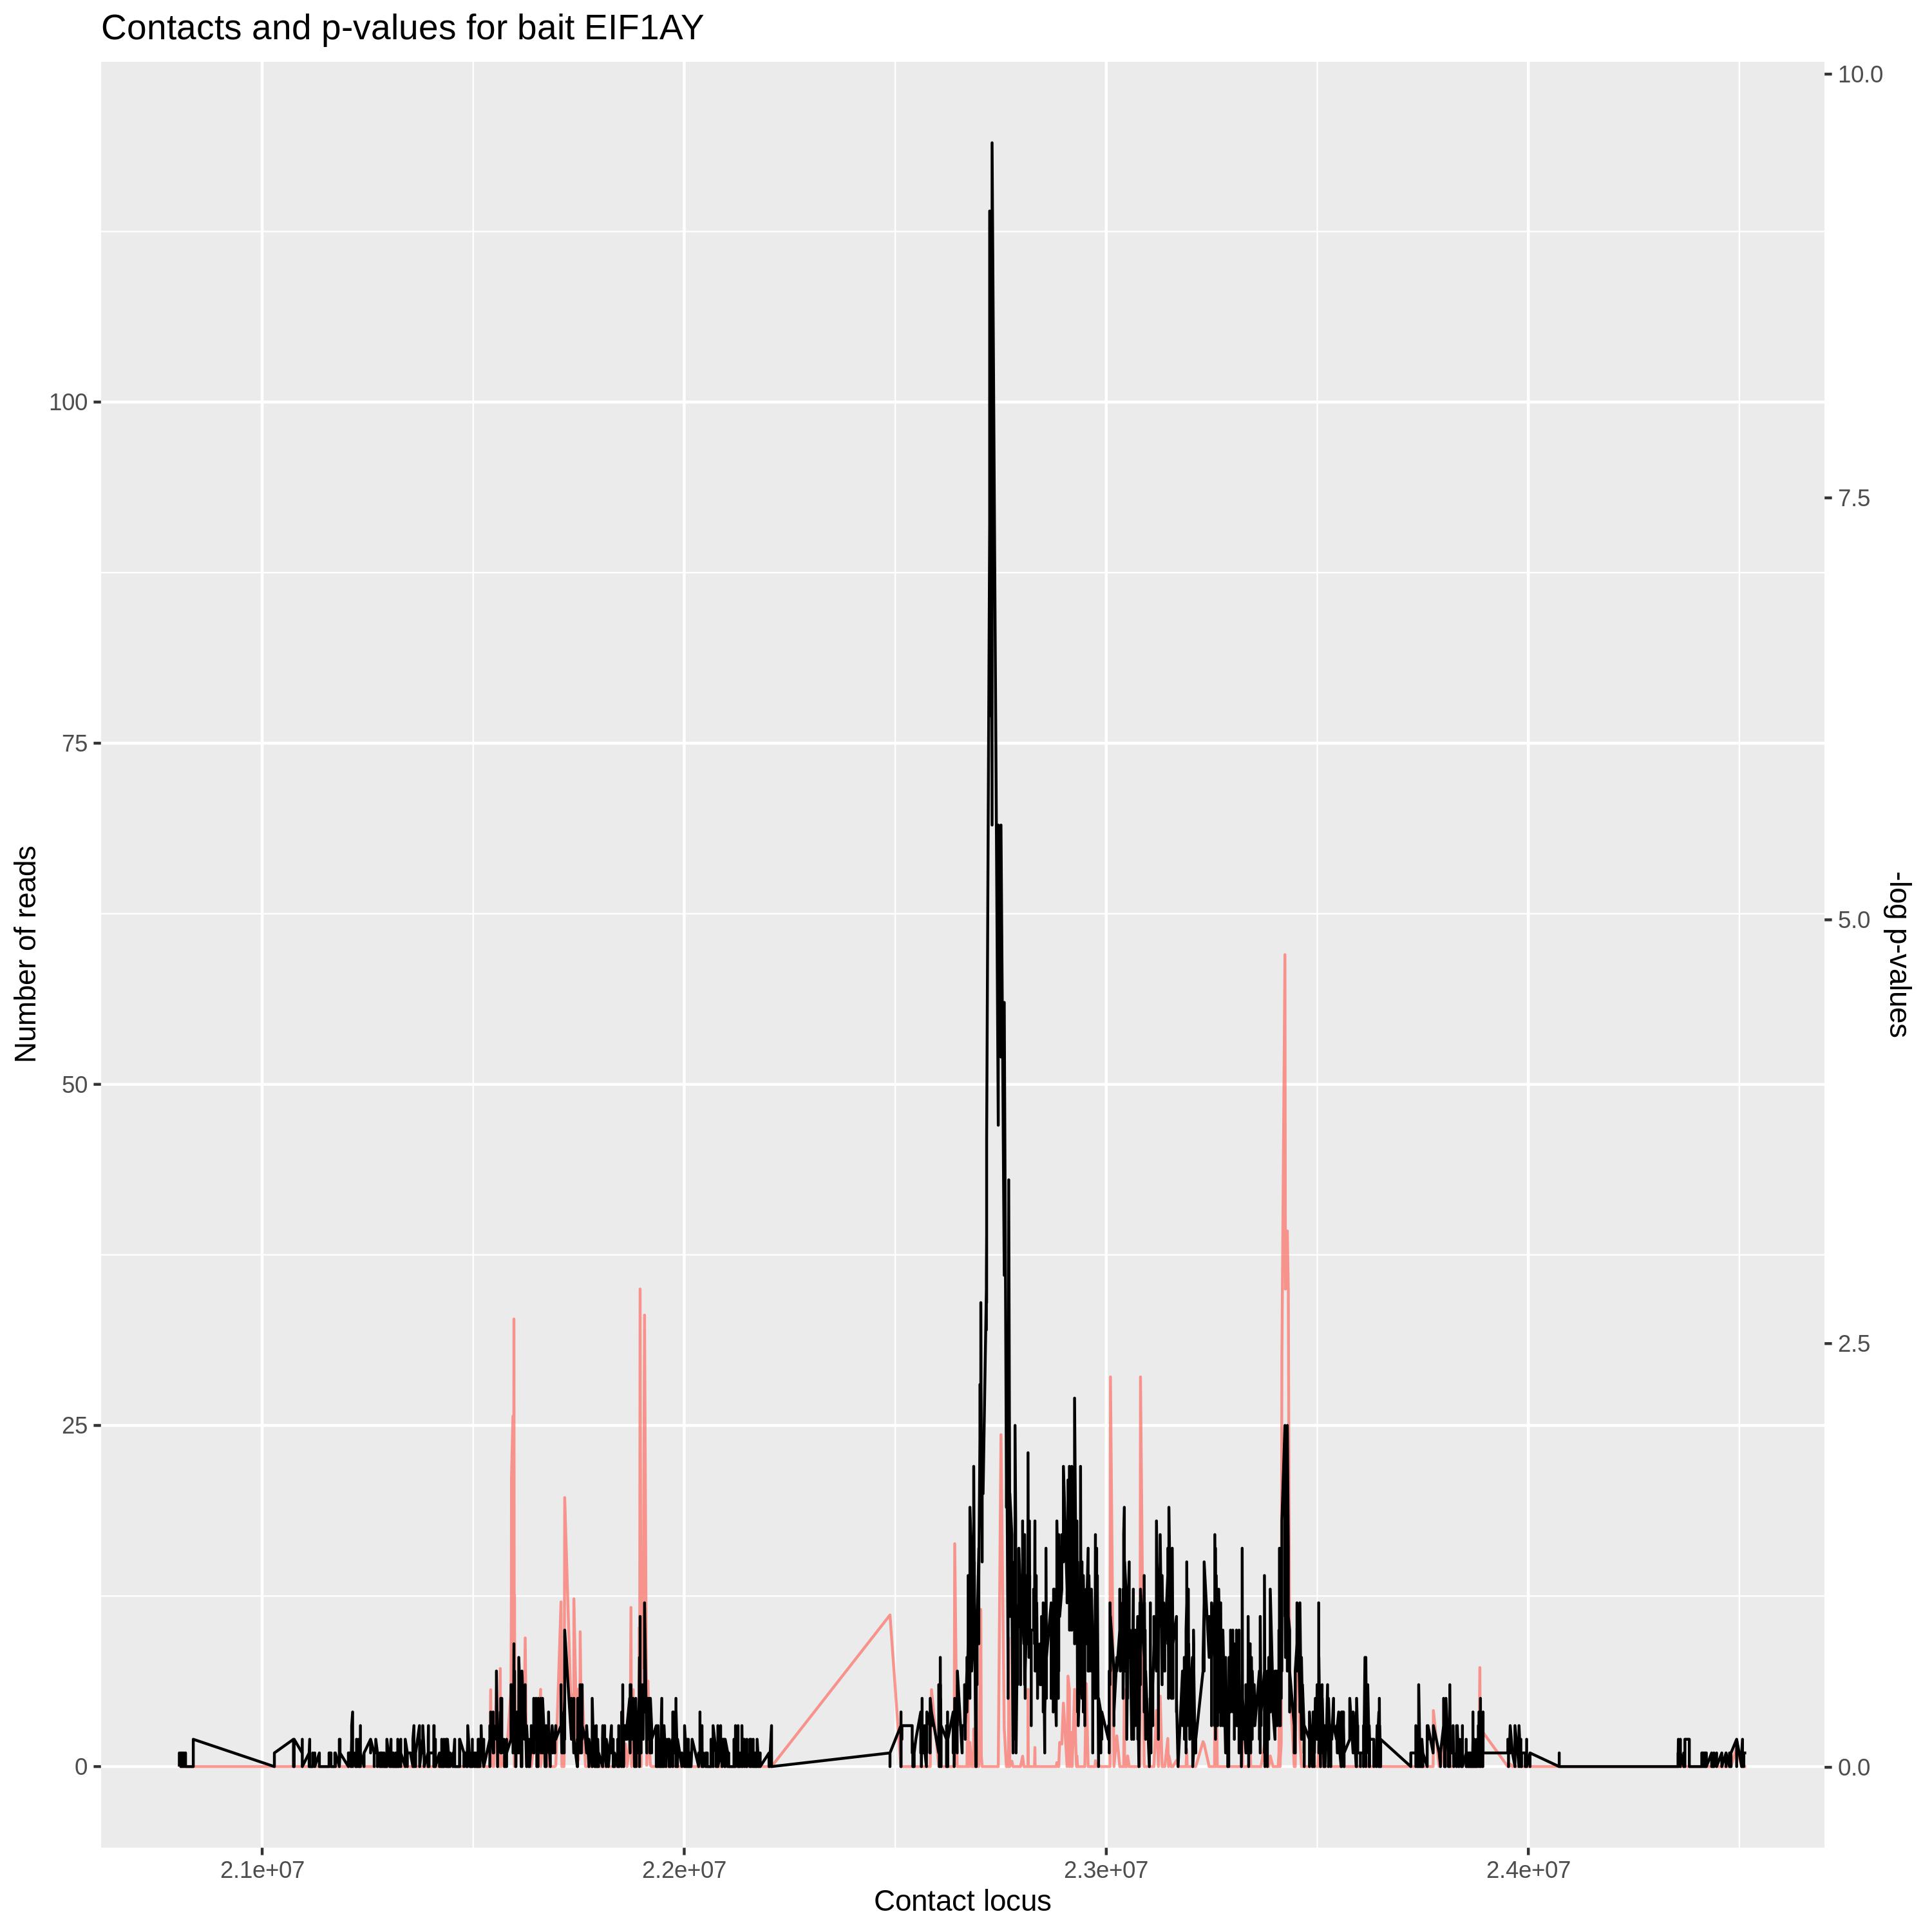 Contacts and p-values for bait EIF1AY
10.0
100
7.5
75
5.0
50
2.5
25
0
0.0
Number of reads
-log p-values
2.1e+07 2.2e+07 2.3e+07 2.4e+07
Contact locus